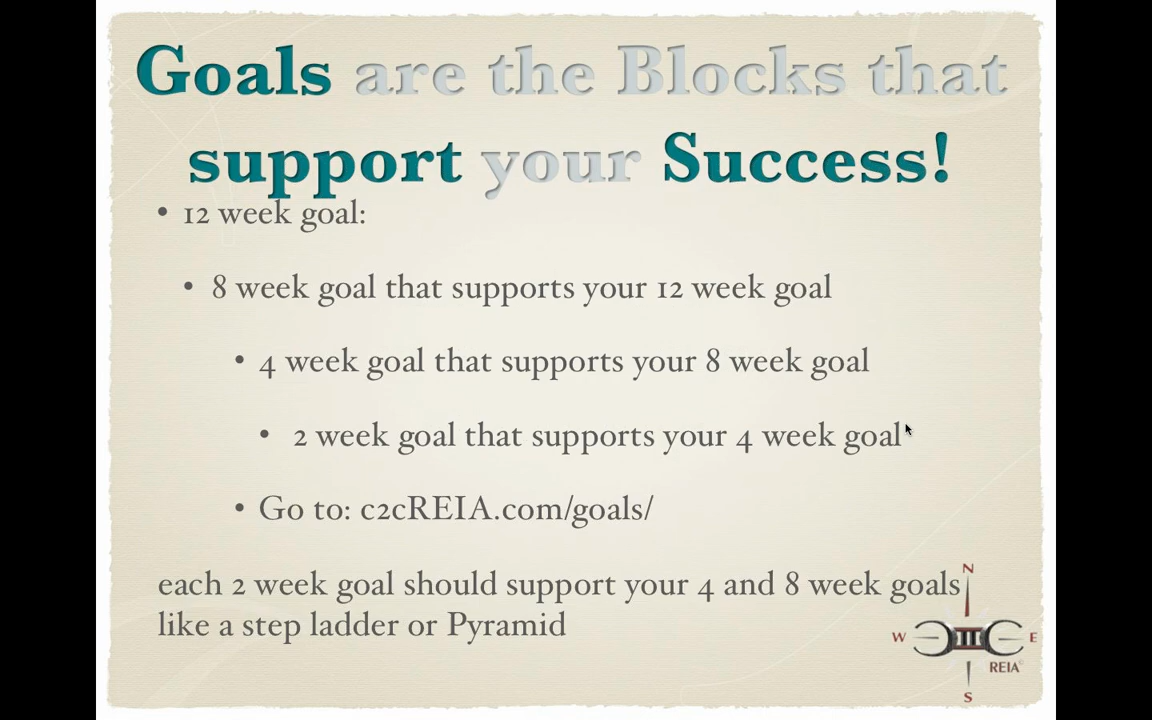 Goals are the Blocks that
support your Success!
• 12 week goal:
• 8 week goal that supports your 12 week goal
• 4 week goal that supports your 8 week goal
• 2 week goal that supports your 4 week goal
• Go to: c2cREIA.com/goals/
each 2 week goal should support your 4 and 8 week goals
like a step ladder or Pyramid
N
W
E
REIA
S